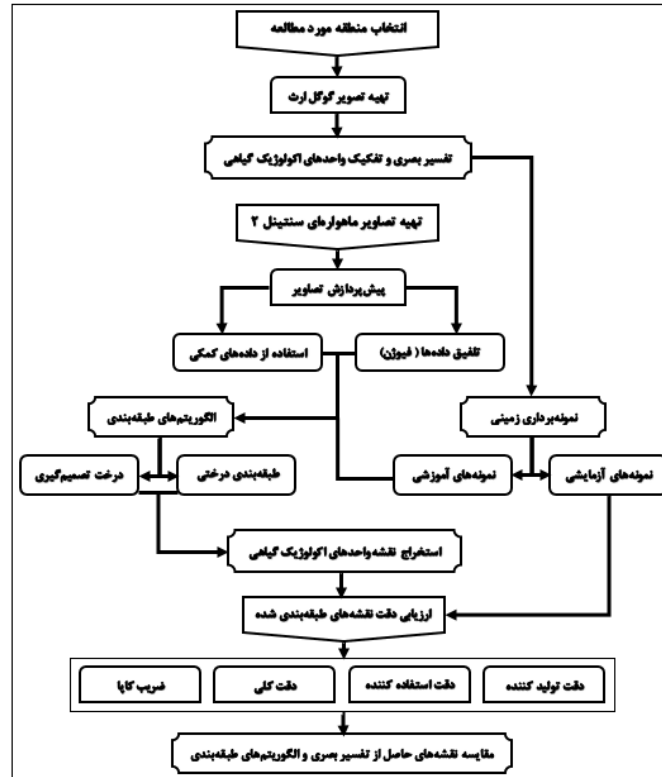 انتخاب منطقه مورد مطالعه
تهیه تصویر گوگل ارث
تفسیر بصری و تفکیک واحدهای اکولوژیک گیاهی
تهیه تصاویر ماهواره‌ای سنتینل ۲
پیش‌پردازش تصاویر
تلفیق داده‌ها ( فیوژن)
استفاده از داده‌های کمکی
نمونه‌برداری زمینی
الگوریتم‌های طبقه‌بندی
نمونه‌های آزمایشی
نمونه‌های آموزشی
طبقه‌بندی درختی
درخت تصمیم‌گیری
استخراج نقشه‌واحدهای اکولوژیک گیاهی
ارزیابی دقت نقشه‌های طبقه‌بندی شده
دقت تولید کننده
دقت استفاده کننده
دقت کلی
ضریب کاپا
مقایسه نقشه‌های حاصل از تفسیر بصری و الگوریتم‌های طبقه‌بندی